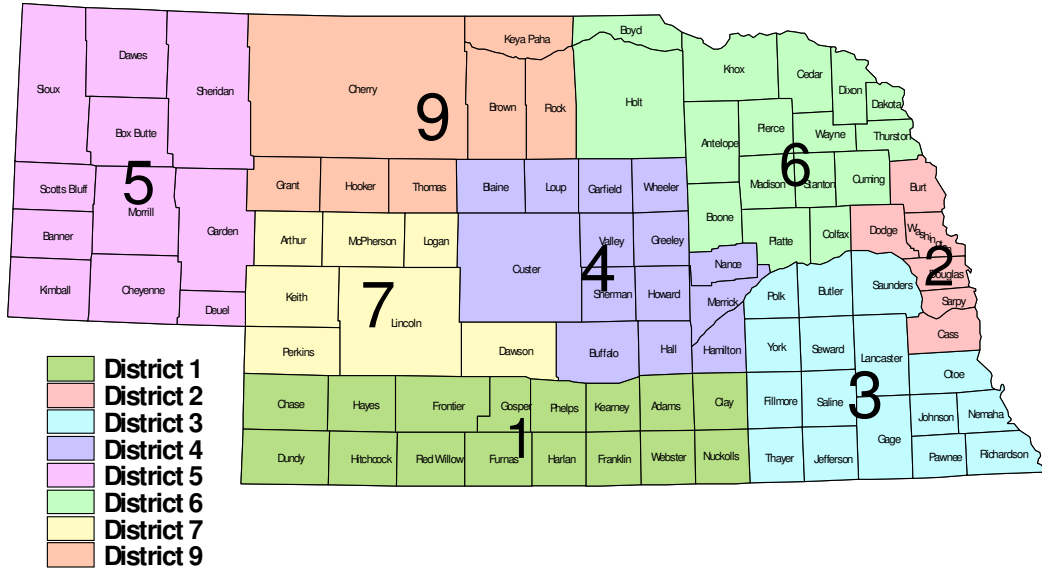 Boyd
Keya Paha
Dawes
Knox
Cedar
Sioux
Sheridan
Cherry
Dixon
Brown
Rock
Holt
Dakota
9
Box Butte
Antelope
Pierce
Wayne
Thurston
6
5
Scotts Bluff
Grant
Hooker
Thomas
Blaine
Loup
Garfield
Wheeler
Madison
Stanton
Cuming
Burt
Morrill
Boone
Banner
Garden
Arthur
McPherson
Logan
Valley
Greeley
Platte
Colfax
Dodge
Washington
4
2
Custer
Nance
Douglas
Kimball
Cheyenne
Keith
Sherman
Howard
Merrick
Polk
Butler
Saunders
Sarpy
Deuel
7
Lincoln
Cass
Perkins
Dawson
Buffalo
Hall
Hamilton
York
Seward
Lancaster
Otoe
Chase
Hayes
Frontier
Gosper
Phelps
Kearney
Adams
Clay
Fillmore
Saline
3
Johnson
Nemaha
1
Gage
Dundy
Hitchcock
Red Willow
Furnas
Harlan
Franklin
Webster
Nuckolls
Thayer
Jefferson
Pawnee
Richardson
District 1
District 2
District 3
District 4
District 5
District 6
District 7
District 9